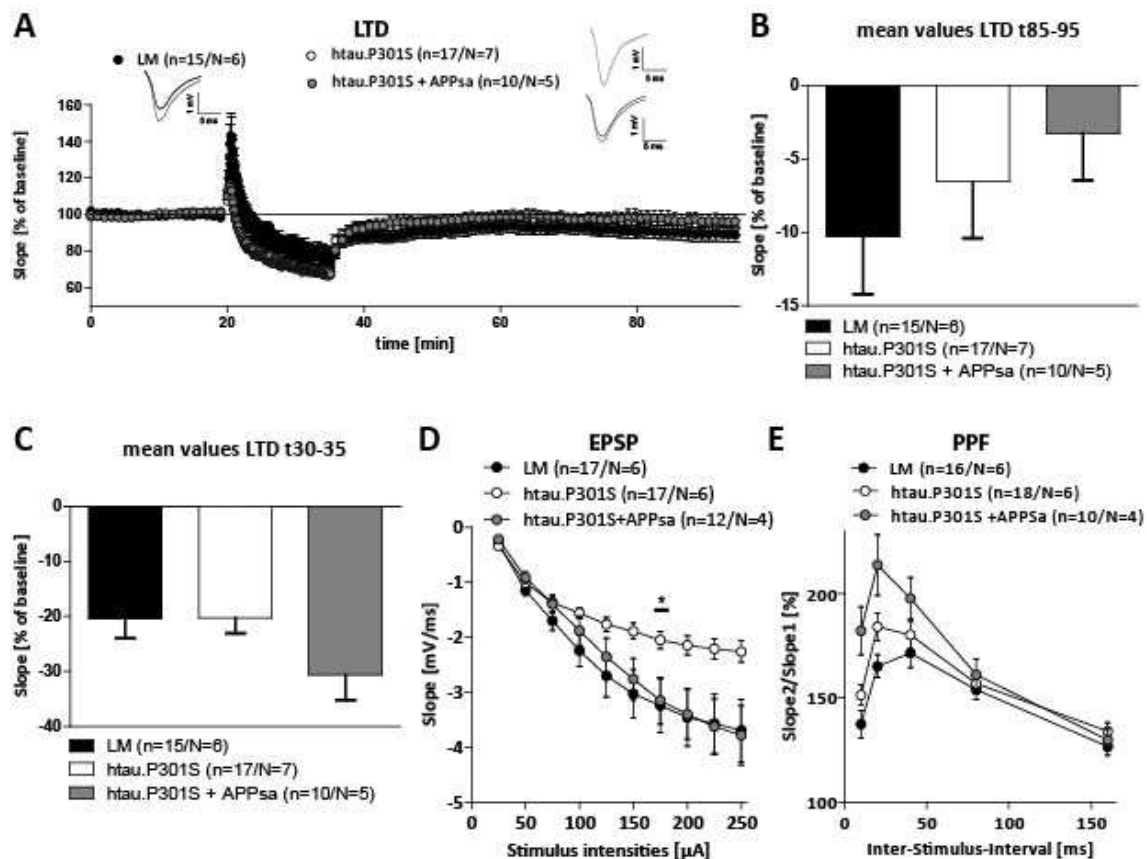 A
LTD
LM (n=15/N=6)
htau.P301S (n=17/N=7)
htau.P301S + APPsa (n=10/N=5)
1 mV
5 ms
1 mV
5 ms
1 mV
5 ms
Slope [% of baseline]
160
140
120
100
80
60
0
20
40
60
80
time [min]
B
mean values LTD t85-95
Slope [% of baseline]
0
-5
-10
-15
LM (n=15/N=6)
htau.P301S (n=17/N=7)
htau.P301S + APPsa (n=10/N=5)
C
mean values LTD t30-35
Slope [% of baseline]
0
-10
-20
-30
-40
LM (n=15/N=6)
htau.P301S (n=17/N=7)
htau.P301S + APPsa (n=10/N=5)
D
EPSP
LM (n=17/N=6)
htau.P301S (n=17/N=6)
htau.P301S+APPsa (n=12/N=4)
Slope [mV/ms]
0
-1
-2
-3
-4
-5
*
0 50 100 150 200 250
Stimulus intensities [µA]
E
PPF
LM (n=16/N=6)
htau.P301S (n=18/N=6)
htau.P301S +APPSa (n=10/N=4)
Slope2/Slope1 [%]
200
150
100
0 50 100 150
Inter-Stimulus-Interval [ms]